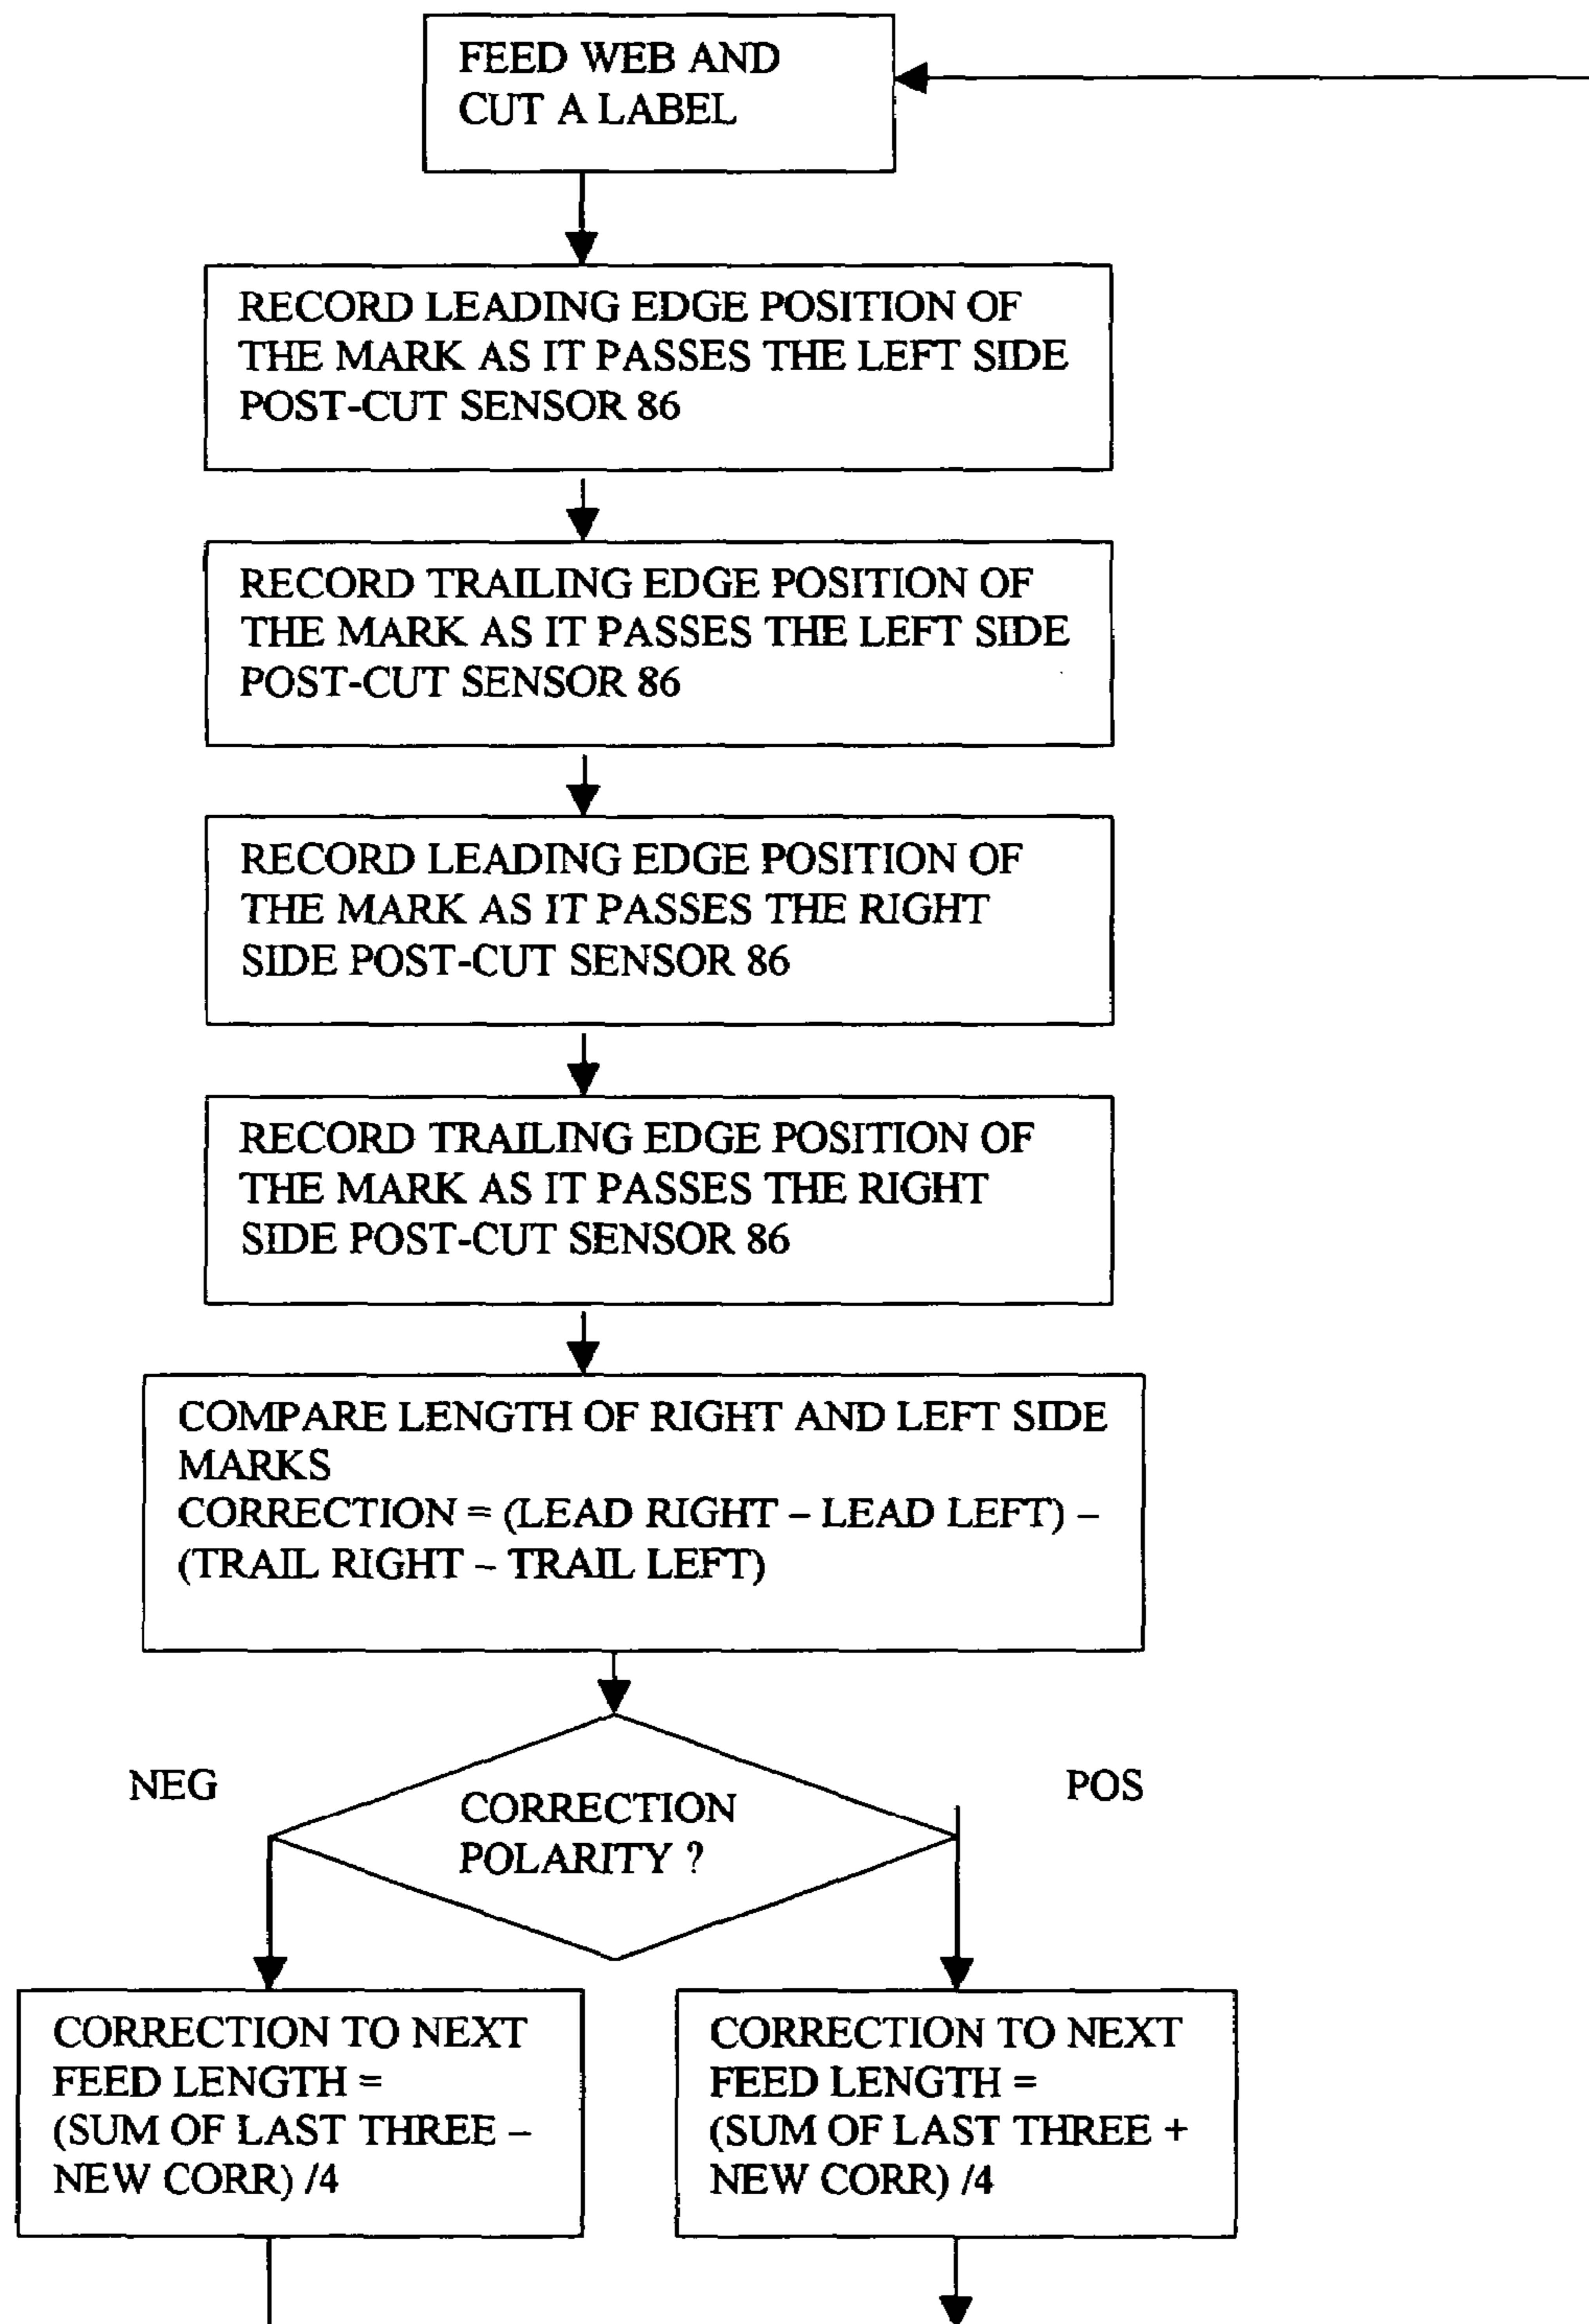 FEED WEB AND
CUT A LABEL
RECORD LEADING EDGE POSITION OF
THE MARK AS IT PASSES THE LEFT SIDE
POST-CUT SENSOR 86
RECORD TRAILING EDGE POSITION OF
THE MARK AS IT PASSES THE LEFT SIDE
POST-CUT SENSOR 86
RECORD LEADING EDGE POSITION OF
THE MARK AS IT PASSES THE RIGHT
SIDE POST-CUT SENSOR 86
RECORD TRAILING EDGE POSITION OF
THE MARK AS IT PASSES THE RIGHT
SIDE POST-CUT SENSOR 86
COMPARE LENGTH OF RIGHT AND LEFT SIDE
MARKS
CORRECTION = (LEAD RIGHT – LEAD LEFT) –
(TRAIL RIGHT – TRAIL LEFT)
NEG
POS
CORRECTION
POLARITY ?
CORRECTION TO NEXT
FEED LENGTH =
(SUM OF LAST THREE –
NEW CORR) /4
CORRECTION TO NEXT
FEED LENGTH =
(SUM OF LAST THREE +
NEW CORR) /4